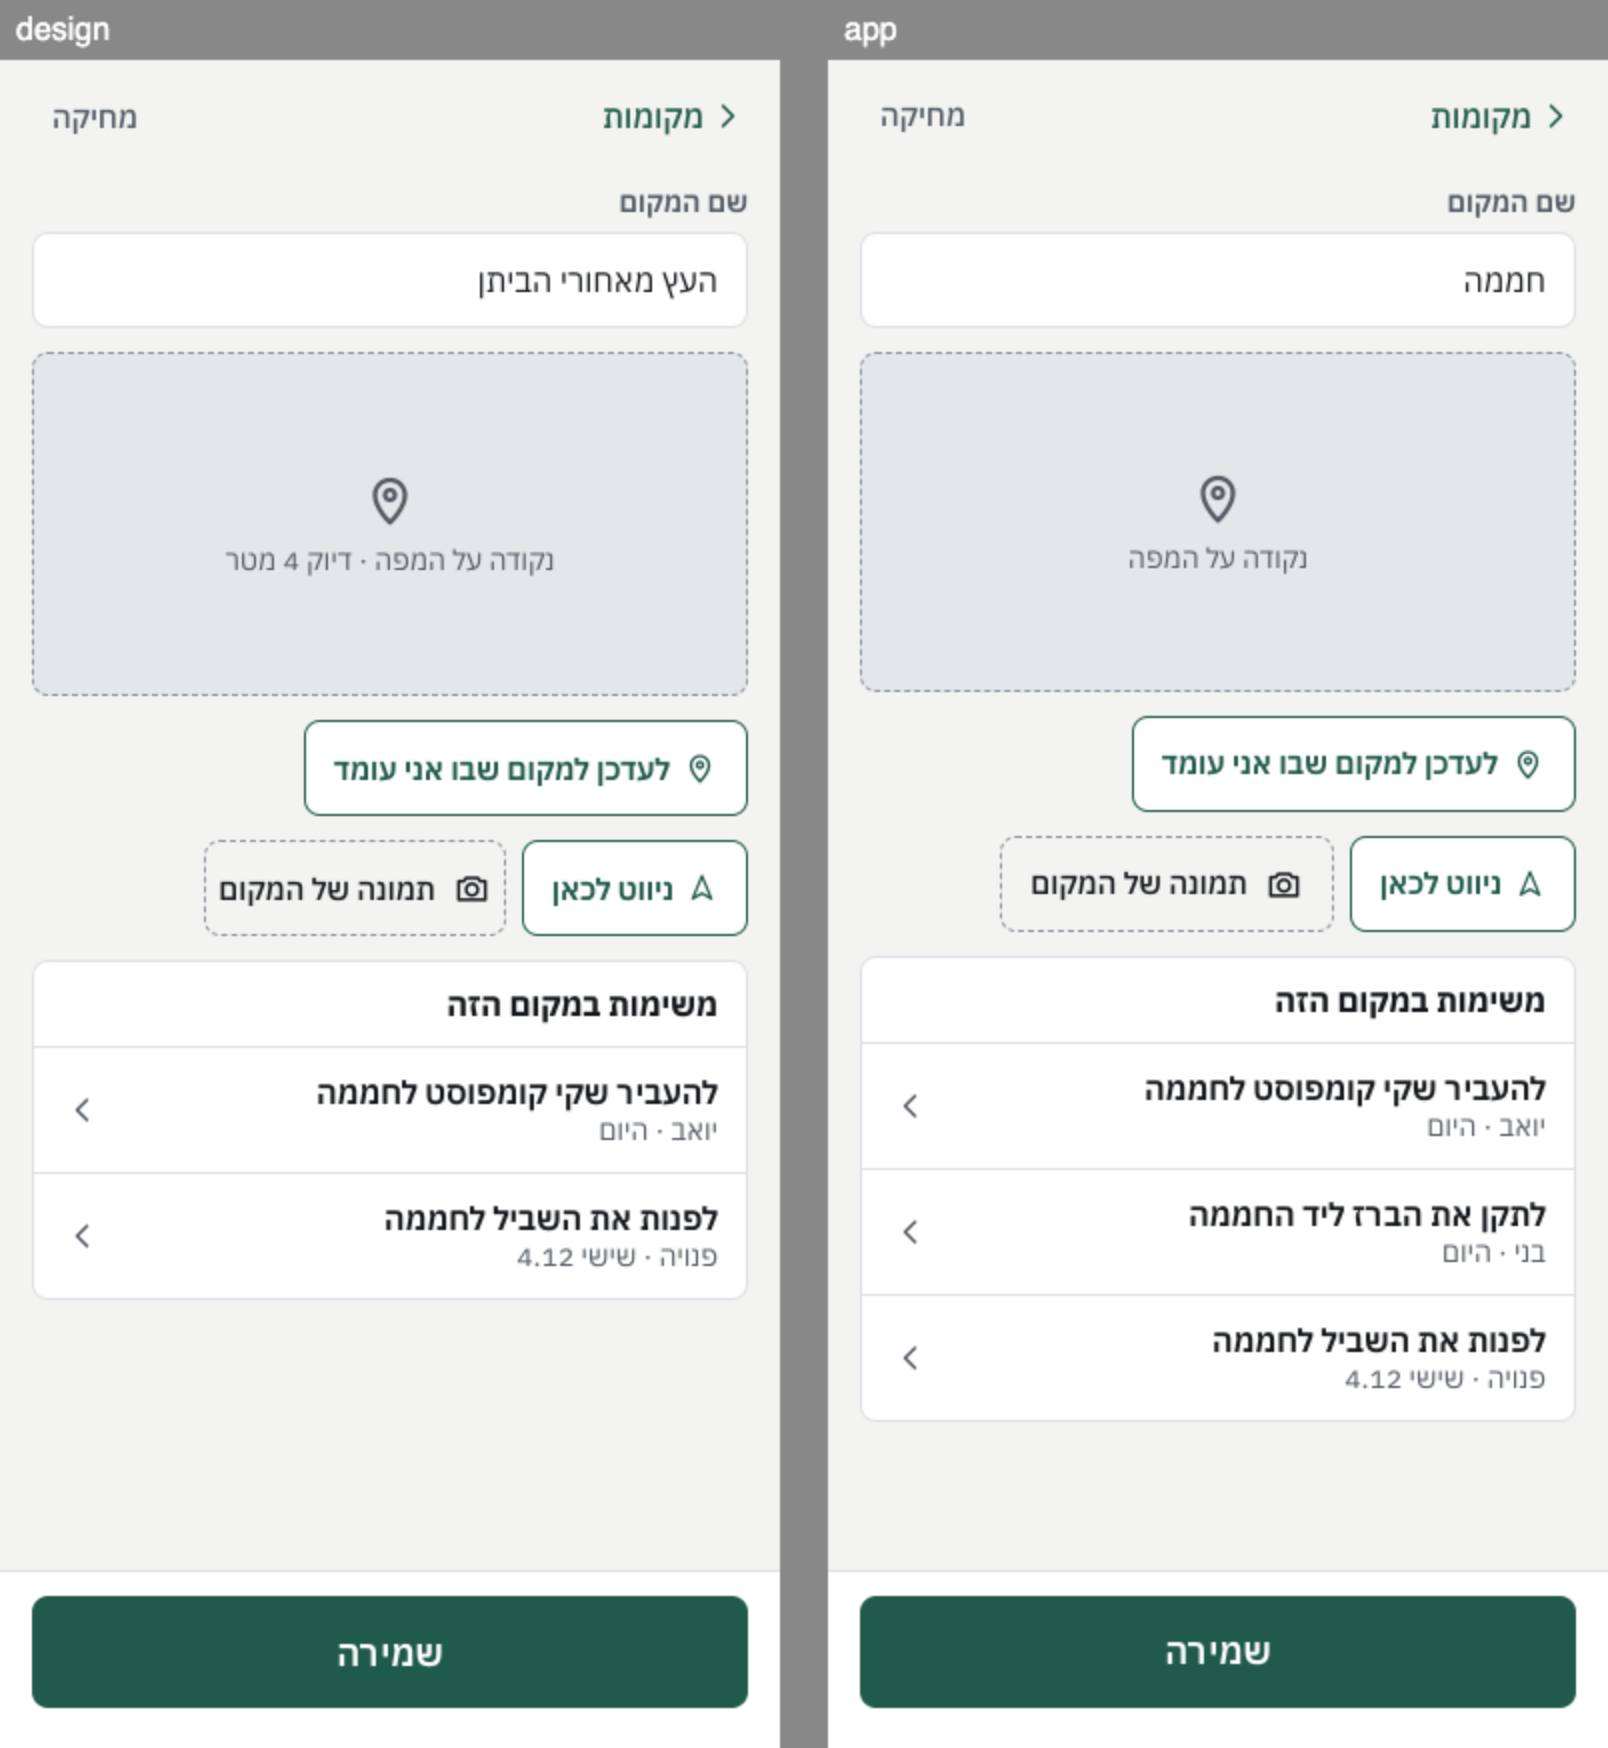 design
מקומות
מחיקה
שם המקום
העץ מאחורי הביתן
נקודה על המפה · דיוק 4 מטר
לעדכן למקום שבו אני עומד
ניווט לכאן
תמונה של המקום
משימות במקום הזה
להעביר שקי קומפוסט לחממה
יואב · היום
לפנות את השביל לחממה
פנויה · שישי 4.12
שמירה
app
מקומות
מחיקה
שם המקום
חממה
נקודה על המפה
לעדכן למקום שבו אני עומד
ניווט לכאן
תמונה של המקום
משימות במקום הזה
להעביר שקי קומפוסט לחממה
יואב · היום
לתקן את הברז ליד החממה
בני · היום
לפנות את השביל לחממה
פנויה · שישי 4.12
שמירה